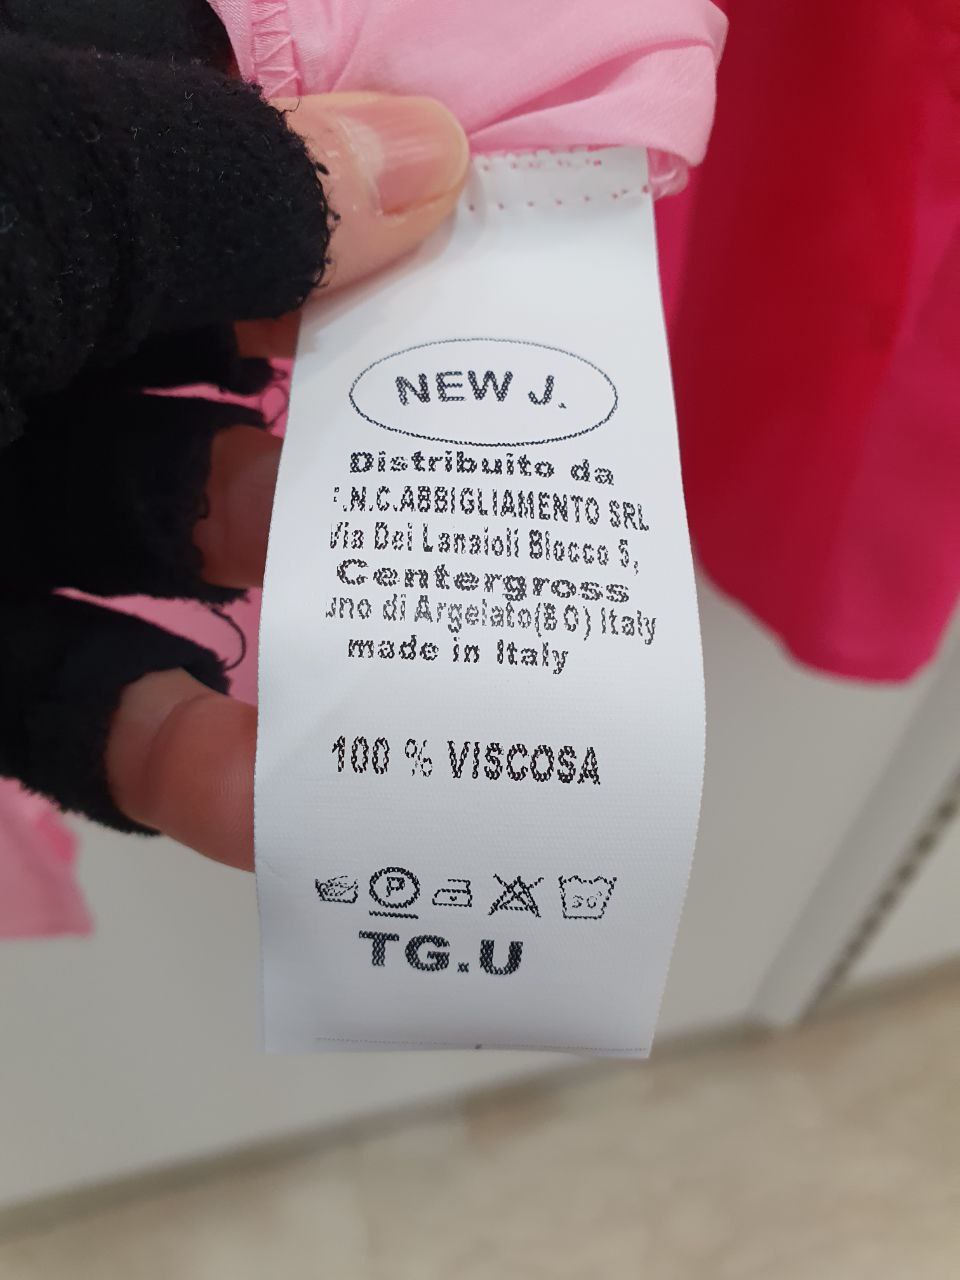 NEW J.
Distribuito da
.N.C.ABBIGLIAMENTO SRL
Via Dei Lanaioli Blocco 5,
Centergross
di Argelato(BO) Italy
made in Italy
100 % VISCOSA
P
30°
TG.U